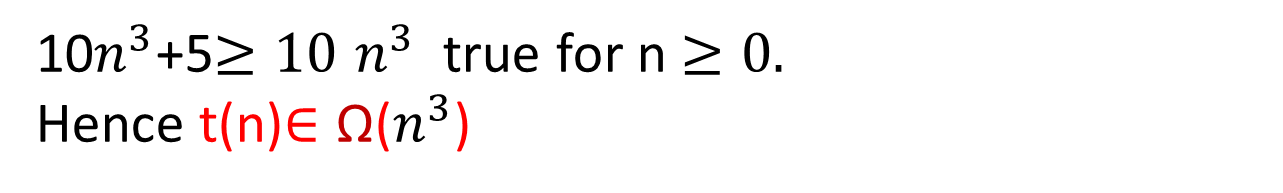 10𝑛³+5≥ 10 𝑛³ true for n ≥ 0.
Hence t(n)∈ Ω(𝑛³)